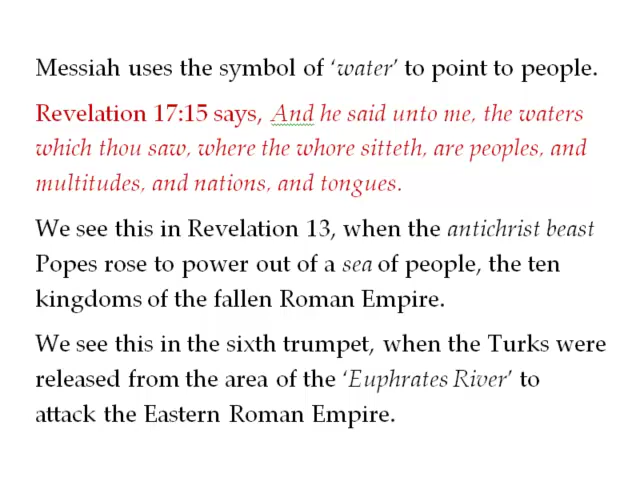 Messiah uses the symbol of ‘water’ to point to people.
Revelation 17:15 says, And he said unto me, the waters
which thou saw, where the whore sitteth, are peoples, and
multitudes, and nations, and tongues.
We see this in Revelation 13, when the antichrist beast
Popes rose to power out of a sea of people, the ten
kingdoms of the fallen Roman Empire.
We see this in the sixth trumpet, when the Turks were
released from the area of the ‘Euphrates River’ to
attack the Eastern Roman Empire.